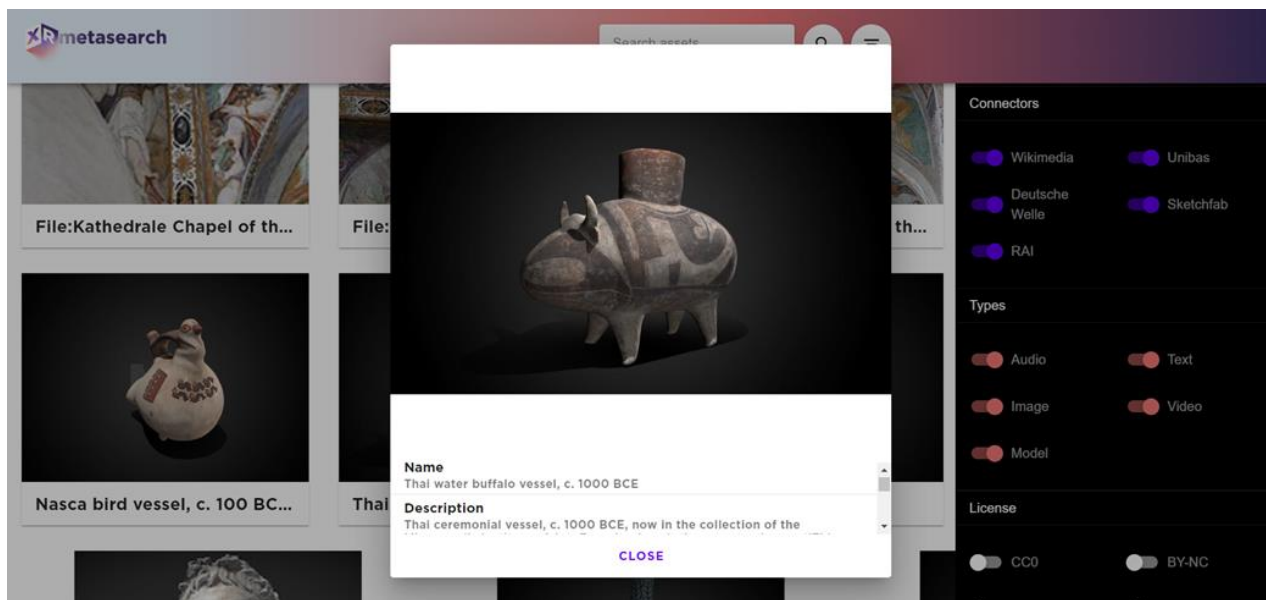 XRmetasearch
Search assets
Connectors
Wikimedia
Unibas
Deutsche
Welle
Sketchfab
RAI
Types
Audio
Text
Image
Video
Model
License
CC0
BY-NC
File:Kathedrale Chapel of th...
File:
th...
Nasca bird vessel, c. 100 BC...
Thai
Name
Thai water buffalo vessel, c. 1000 BCE
Description
Thai ceremonial vessel, c. 1000 BCE, now in the collection of the
CLOSE